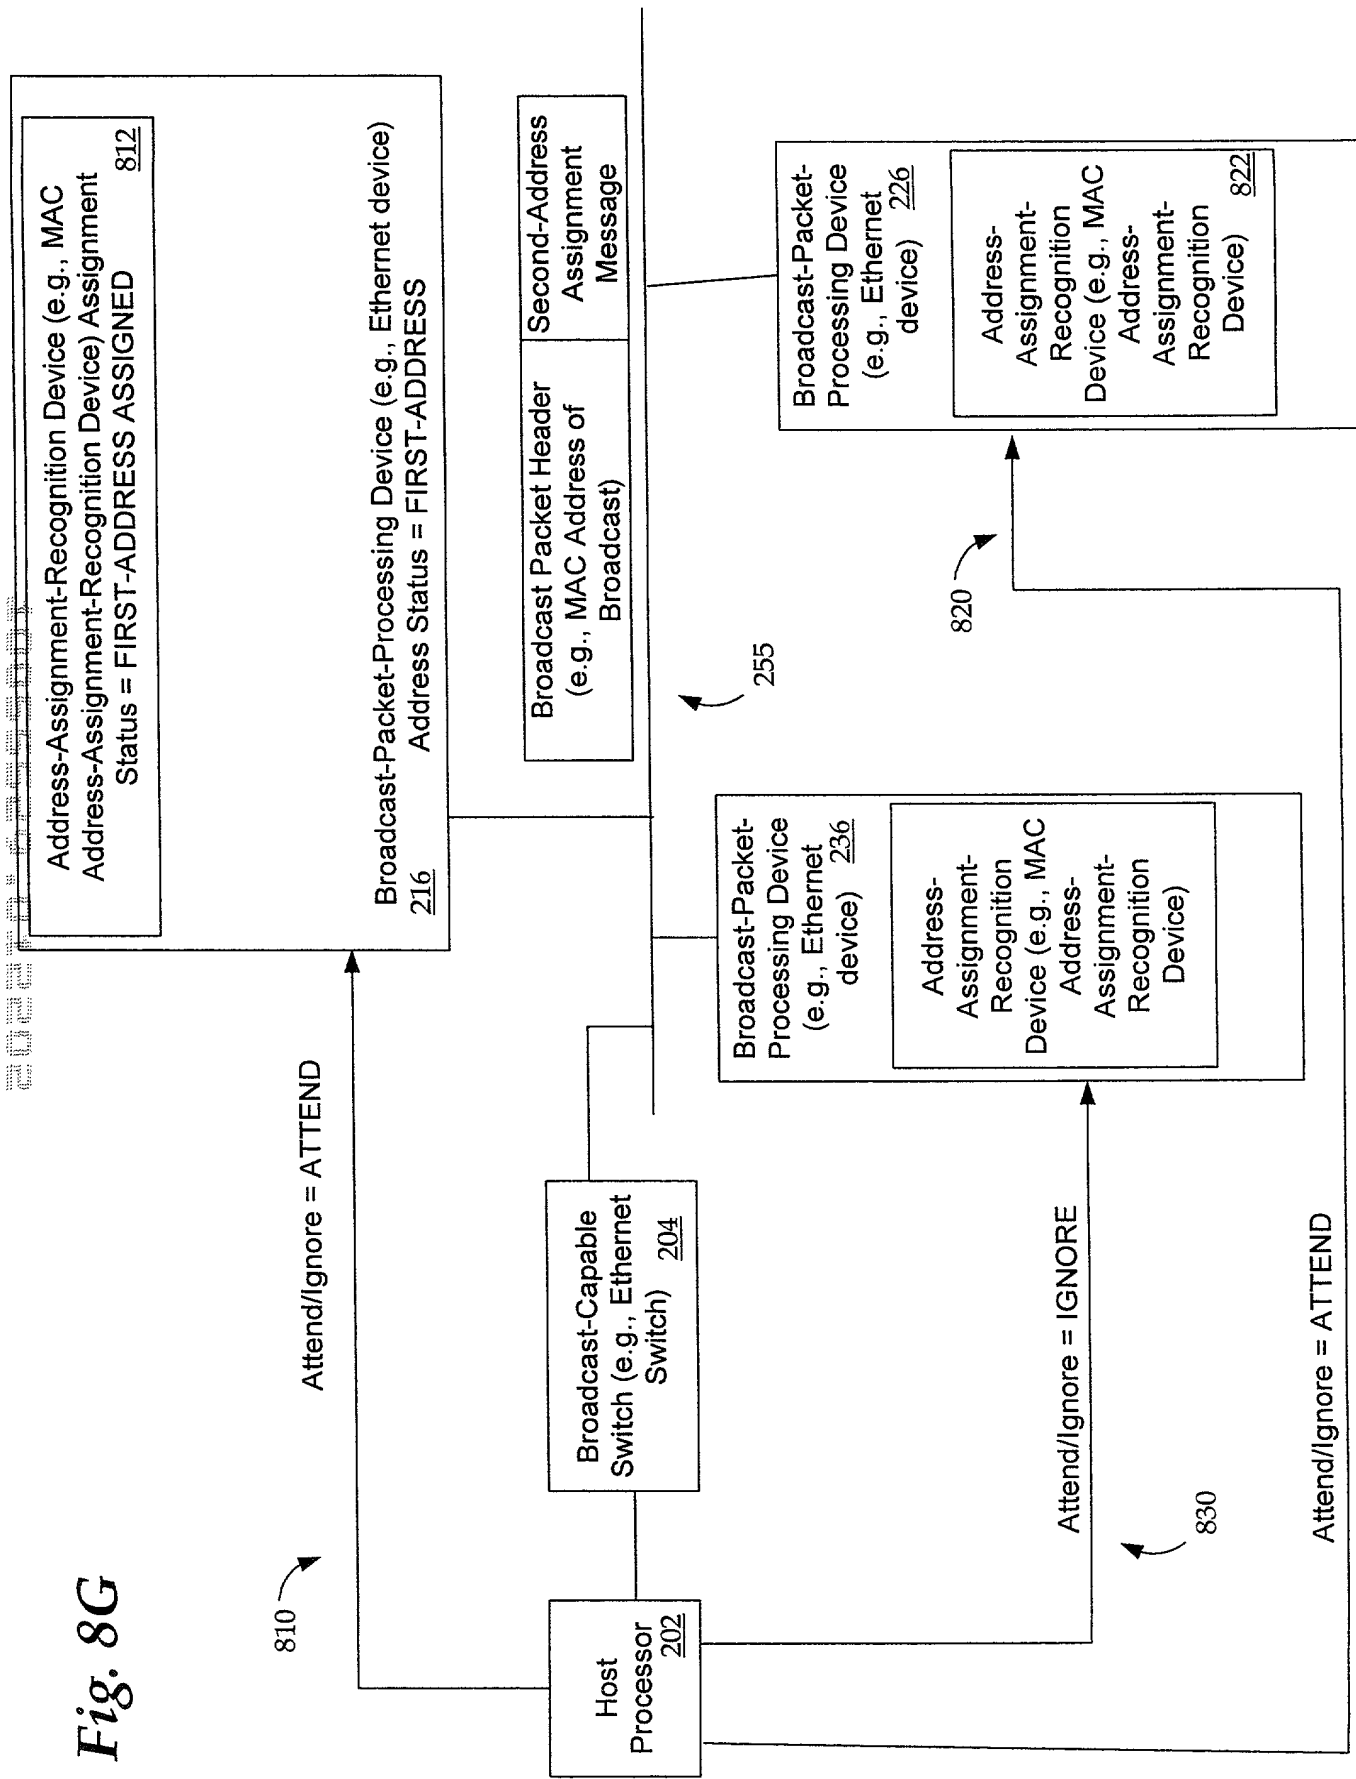 Fig. 8G
810
Attend/Ignore = ATTEND
Address-Assignment-Recognition Device (e.g., MAC
Address-Assignment-Recognition Device) Assignment
Status = FIRST-ADDRESS ASSIGNED
812
Broadcast-Packet-Processing Device (e.g., Ethernet device)
216
Address Status = FIRST-ADDRESS
Host
Processor
202
Broadcast-Capable
Switch (e.g., Ethernet
Switch)
204
Broadcast Packet Header
(e.g., MAC Address of
Broadcast)
Second-Address
Assignment
Message
255
Broadcast-Packet-
Processing Device
(e.g., Ethernet
device)
236
Address-
Assignment-
Recognition
Device (e.g., MAC
Address-
Assignment-
Recognition
Device)
820
Broadcast-Packet-
Processing Device
(e.g., Ethernet
device)
226
Address-
Assignment-
Recognition
Device (e.g., MAC
Address-
Assignment-
Recognition
Device)
822
Attend/Ignore = IGNORE
830
Attend/Ignore = ATTEND